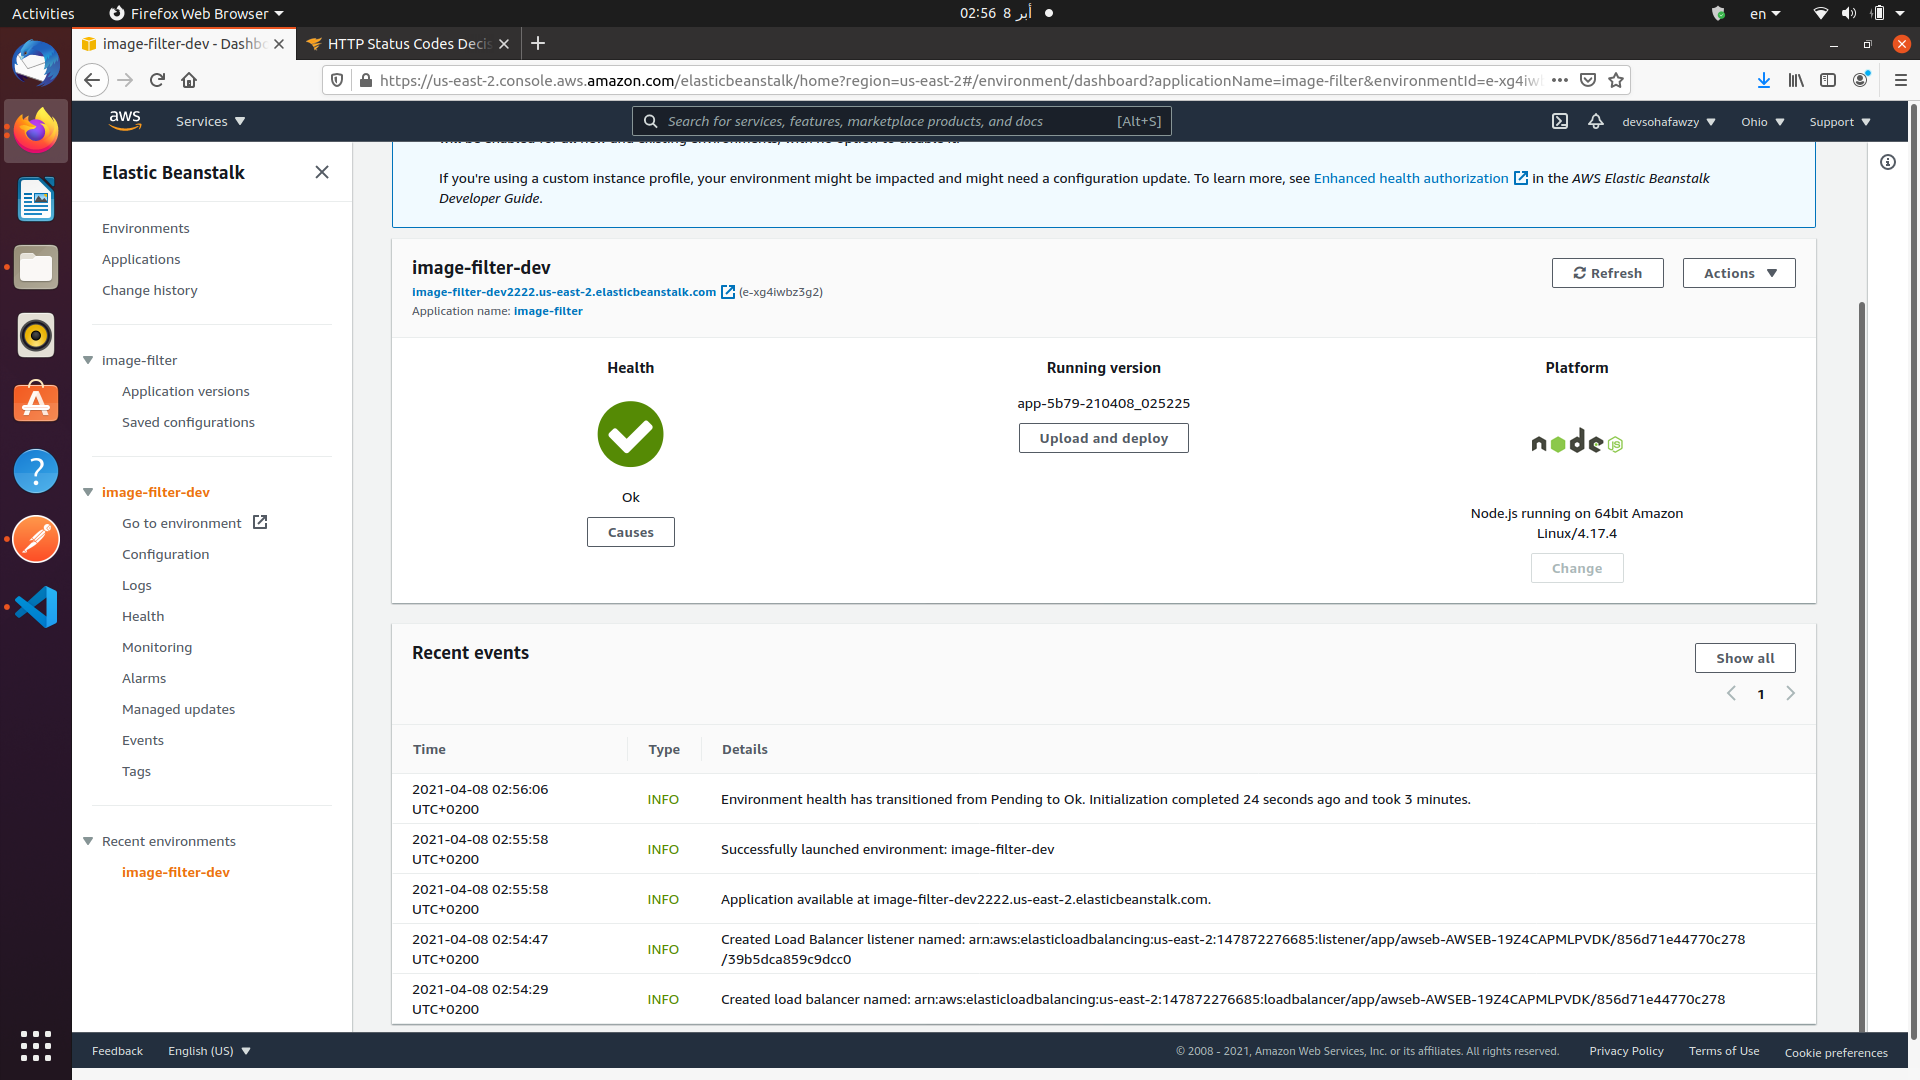 Activities
Firefox Web Browser
02:56 8 أبر
en
image-filter-dev - Dashb
HTTP Status Codes Decis
https://us-east-2.console.aws.amazon.com/elasticbeanstalk/home?region=us-east-2#/environment/dashboard?applicationName=image-filter&environmentId=e-xg4iw
aws
Services
Search for services, features, marketplace products, and docs
[Alt+S]
devsohafawzy
Ohio
Support
Elastic Beanstalk
Environments
Applications
Change history
image-filter
Application versions
Saved configurations
image-filter-dev
Go to environment
Configuration
Logs
Health
Monitoring
Alarms
Managed updates
Events
Tags
Recent environments
image-filter-dev
If you're using a custom instance profile, your environment might be impacted and might need a configuration update. To learn more, see Enhanced health authorization in the AWS Elastic Beanstalk
Developer Guide.
image-filter-dev
image-filter-dev2222.us-east-2.elasticbeanstalk.com (e-xg4iwbz3g2)
Application name: image-filter
Refresh
Actions
Health
Ok
Causes
Running version
app-5b79-210408_025225
Upload and deploy
Platform
node JS
Node.js running on 64bit Amazon
Linux/4.17.4
Change
Recent events
Show all
1
Time Type Details
2021-04-08 02:56:06
UTC+0200
INFO
Environment health has transitioned from Pending to Ok. Initialization completed 24 seconds ago and took 3 minutes.
2021-04-08 02:55:58
UTC+0200
INFO
Successfully launched environment: image-filter-dev
2021-04-08 02:55:58
UTC+0200
INFO
Application available at image-filter-dev2222.us-east-2.elasticbeanstalk.com.
2021-04-08 02:54:47
UTC+0200
INFO
Created Load Balancer listener named: arn:aws:elasticloadbalancing:us-east-2:147872276685:listener/app/awseb-AWSEB-19Z4CAPMLPVDK/856d71e44770c278
/39b5dca859c9dcc0
2021-04-08 02:54:29
UTC+0200
INFO
Created load balancer named: arn:aws:elasticloadbalancing:us-east-2:147872276685:loadbalancer/app/awseb-AWSEB-19Z4CAPMLPVDK/856d71e44770c278
Feedback
English (US)
© 2008 - 2021, Amazon Web Services, Inc. or its affiliates. All rights reserved.
Privacy Policy
Terms of Use
Cookie preferences